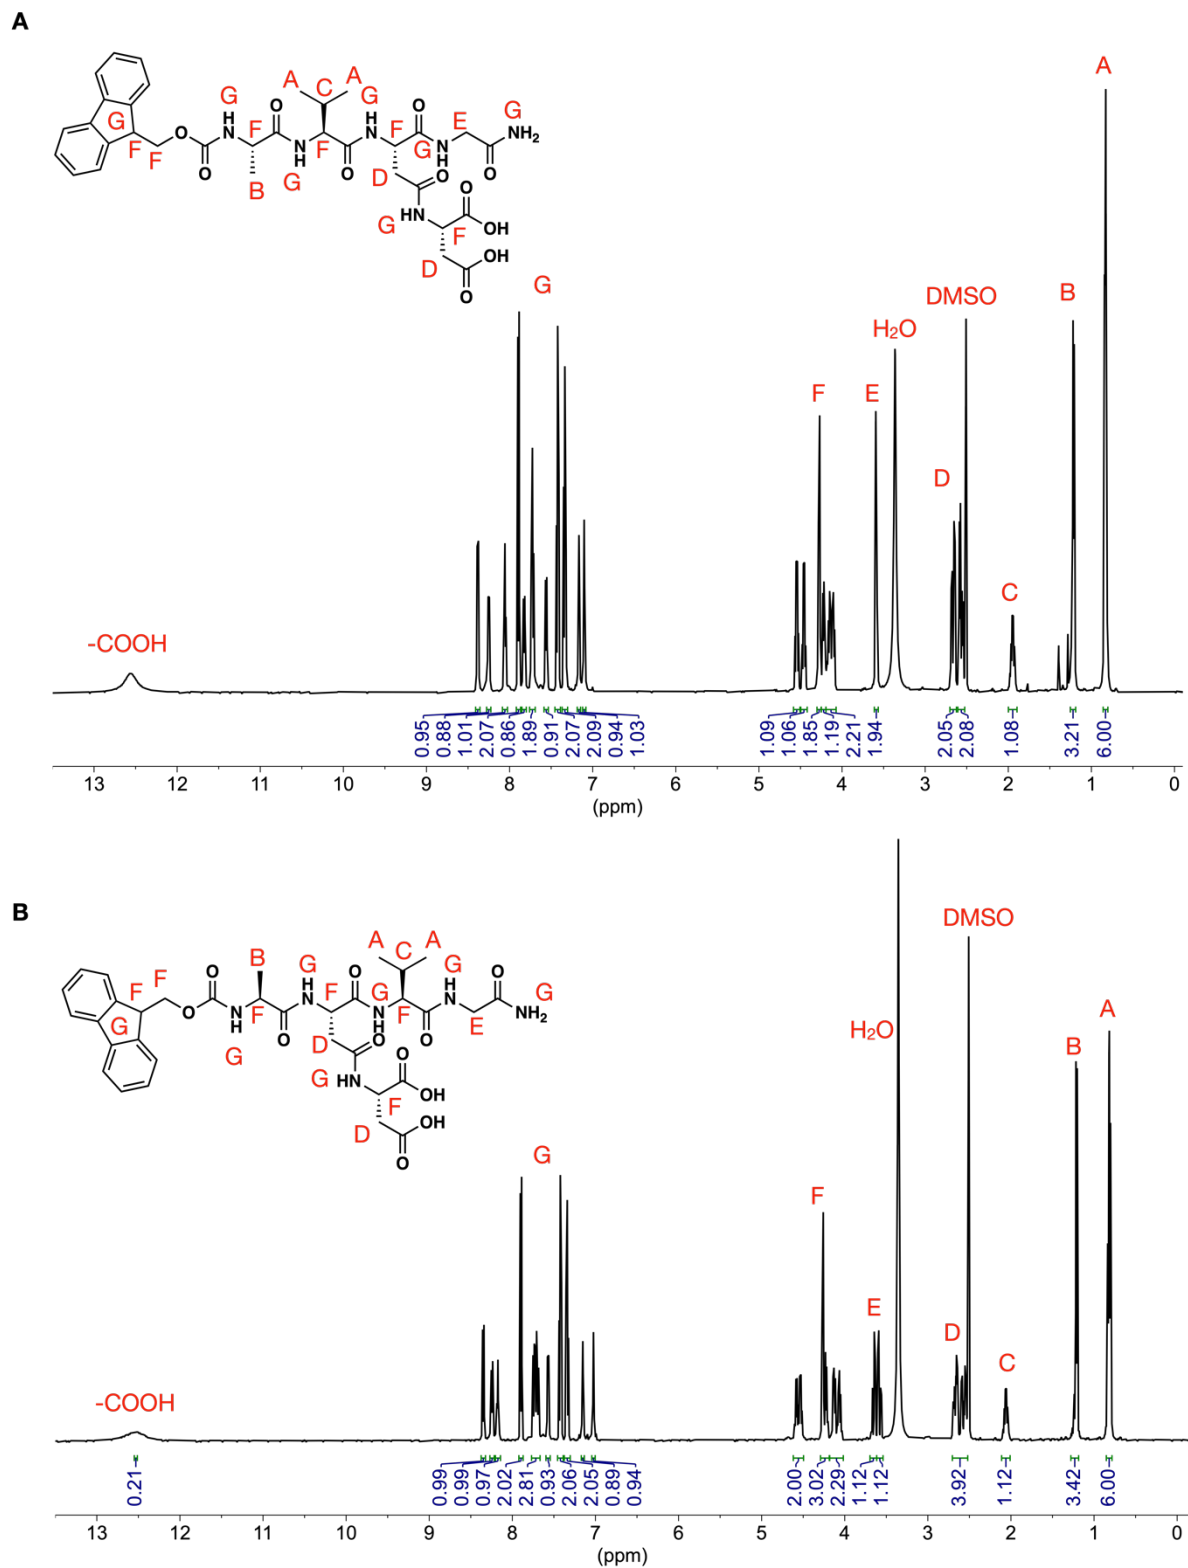 A
A
A
A
C
G
G
G
O
O
O
H
N
H
N
H
N
G
F
F
E
NH₂
F
F
O
N
H
F
N
H
O
G
O
O
B
G
D
O
HN
O
G
OH
F
OH
D
O
G
DMSO
B
H₂O
F
E
D
C
-COOH
0.95
0.88
1.01
2.07
0.86
1.89
0.91
2.07
2.09
0.94
1.03
1.09
1.06
1.85
1.19
2.21
1.94
2.05
2.08
1.08
3.21
6.00
13 12 11 10 9 8 7 6 5 4 3 2 1 0
(ppm)
B
DMSO
A
A
B
C
G
G
F
F
O
H
N
O
H
N
O
G
G
F
G
F
NH₂
H₂O
A
O
N
H
F
O
N
H
O
E
B
G
D
O
G
HN
O
OH
F
OH
D
O
G
F
E
D
C
-COOH
0.21
0.99
0.99
0.97
2.02
2.81
0.93
2.06
2.05
0.89
0.94
2.00
3.02
2.29
1.12
1.12
3.92
1.12
3.42
6.00
13 12 11 10 9 8 7 6 5 4 3 2 1 0
(ppm)